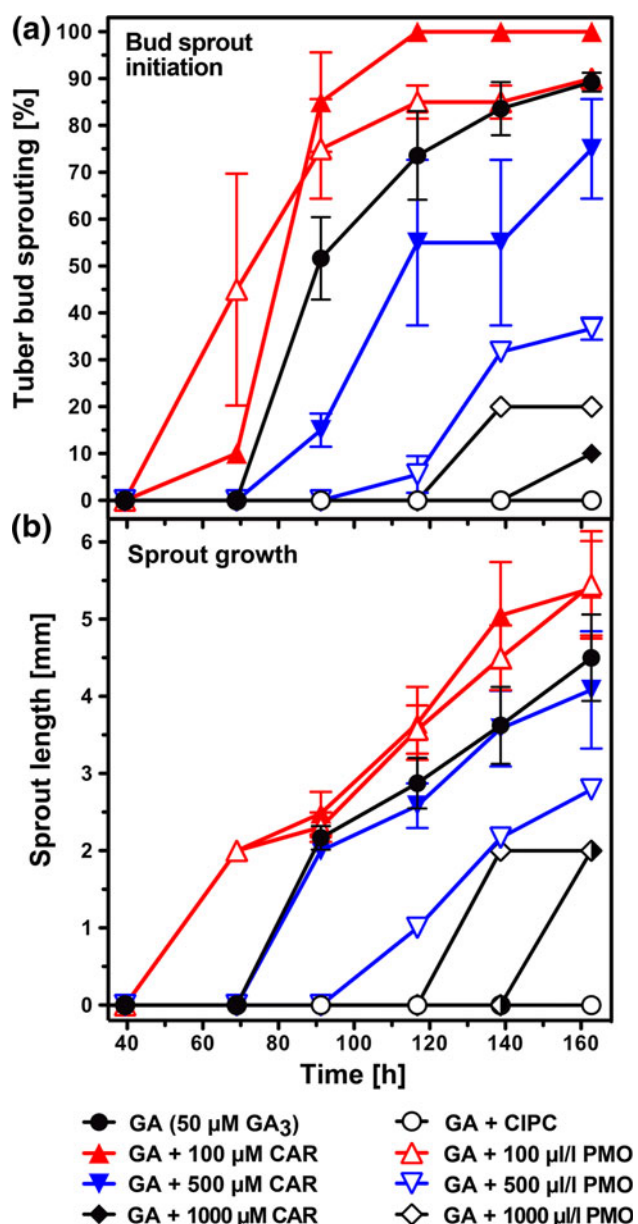 (a)
Bud sprout
initiation
Tuber bud sprouting [%]
100
90
80
70
60
50
40
30
20
10
0
(b)
Sprout growth
Sprout length [mm]
6
5
4
3
2
1
0
40 60 80 100 120 140 160
Time [h]
GA (50 µM GA3)
GA + 100 µM CAR
GA + 500 µM CAR
GA + 1000 µM CAR
GA + CIPC
GA + 100 µl/l PMO
GA + 500 µl/l PMO
GA + 1000 µl/l PMO